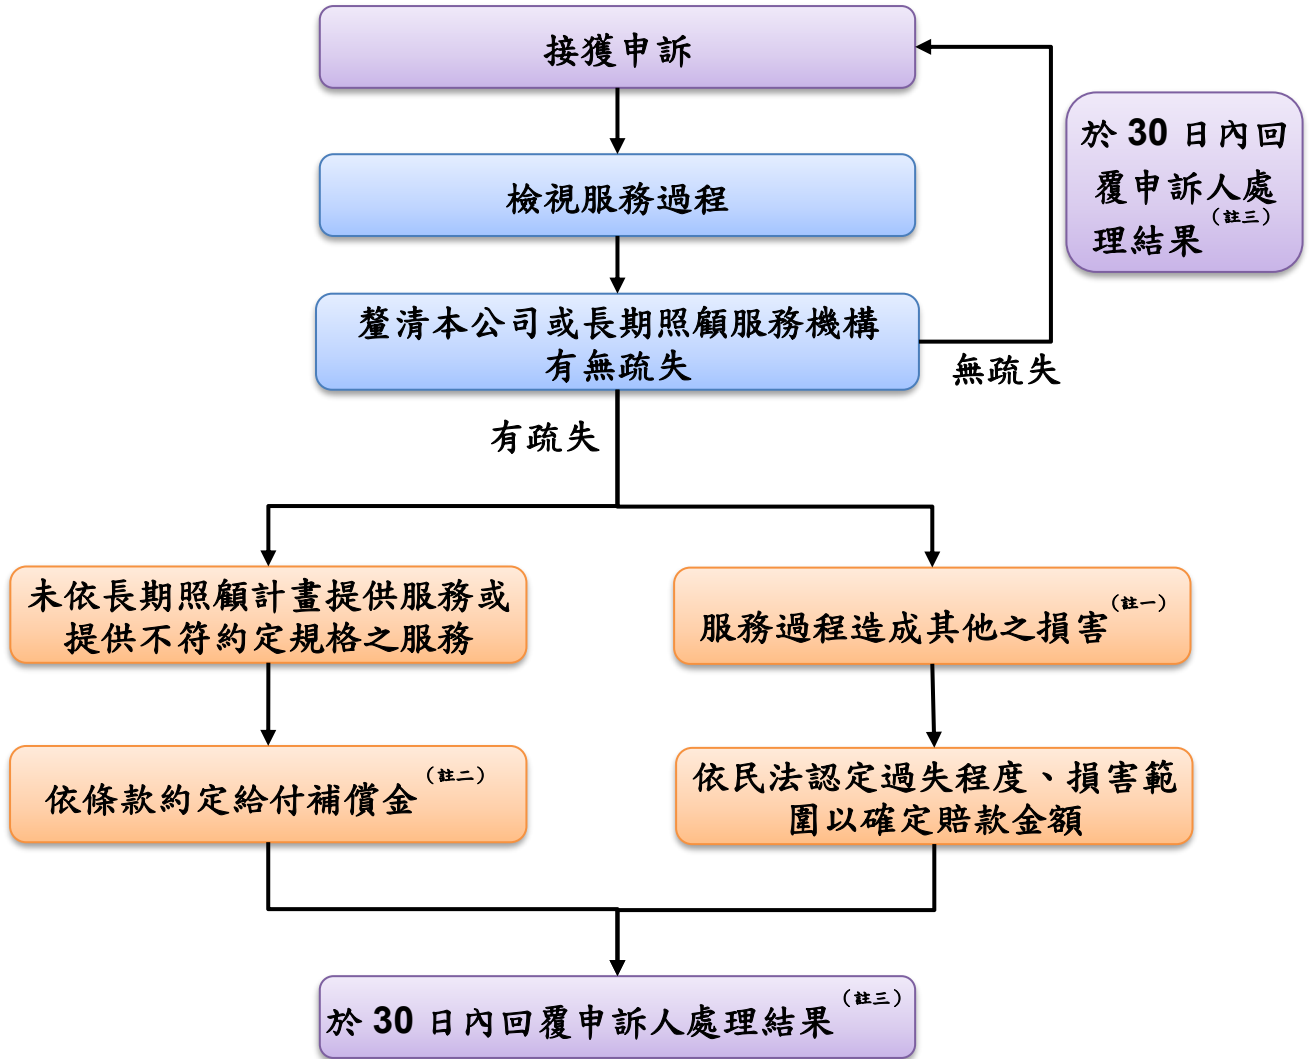 接獲申訴
於 30 日內回
覆申訴人處
理結果（註三）
檢視服務過程
釐清本公司或長期照顧服務機構
有無疏失
無疏失
有疏失
未依長期照顧計畫提供服務或
提供不符約定規格之服務
服務過程造成其他之損害（註一）
依條款約定給付補償金（註二）
依民法認定過失程度、損害範
圍以確定賠款金額
於 30 日內回覆申訴人處理結果（註三）